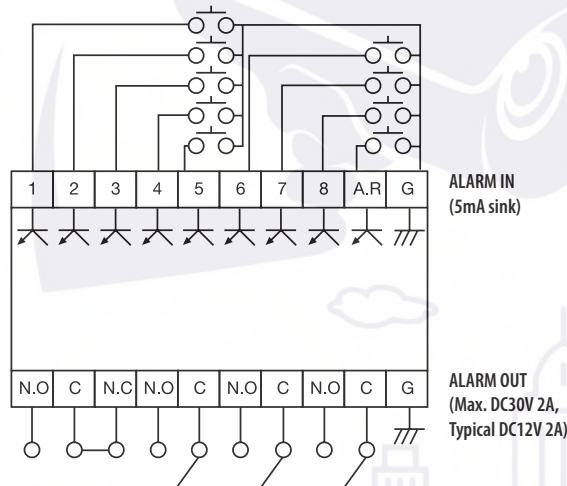 1 2 3 4 5 6 7 8 A.R G
ALARM IN
(5mA sink)
N.O C N.C N.O C N.O C N.O C G
ALARM OUT
(Max. DC30V 2A,
Typical DC12V 2A)